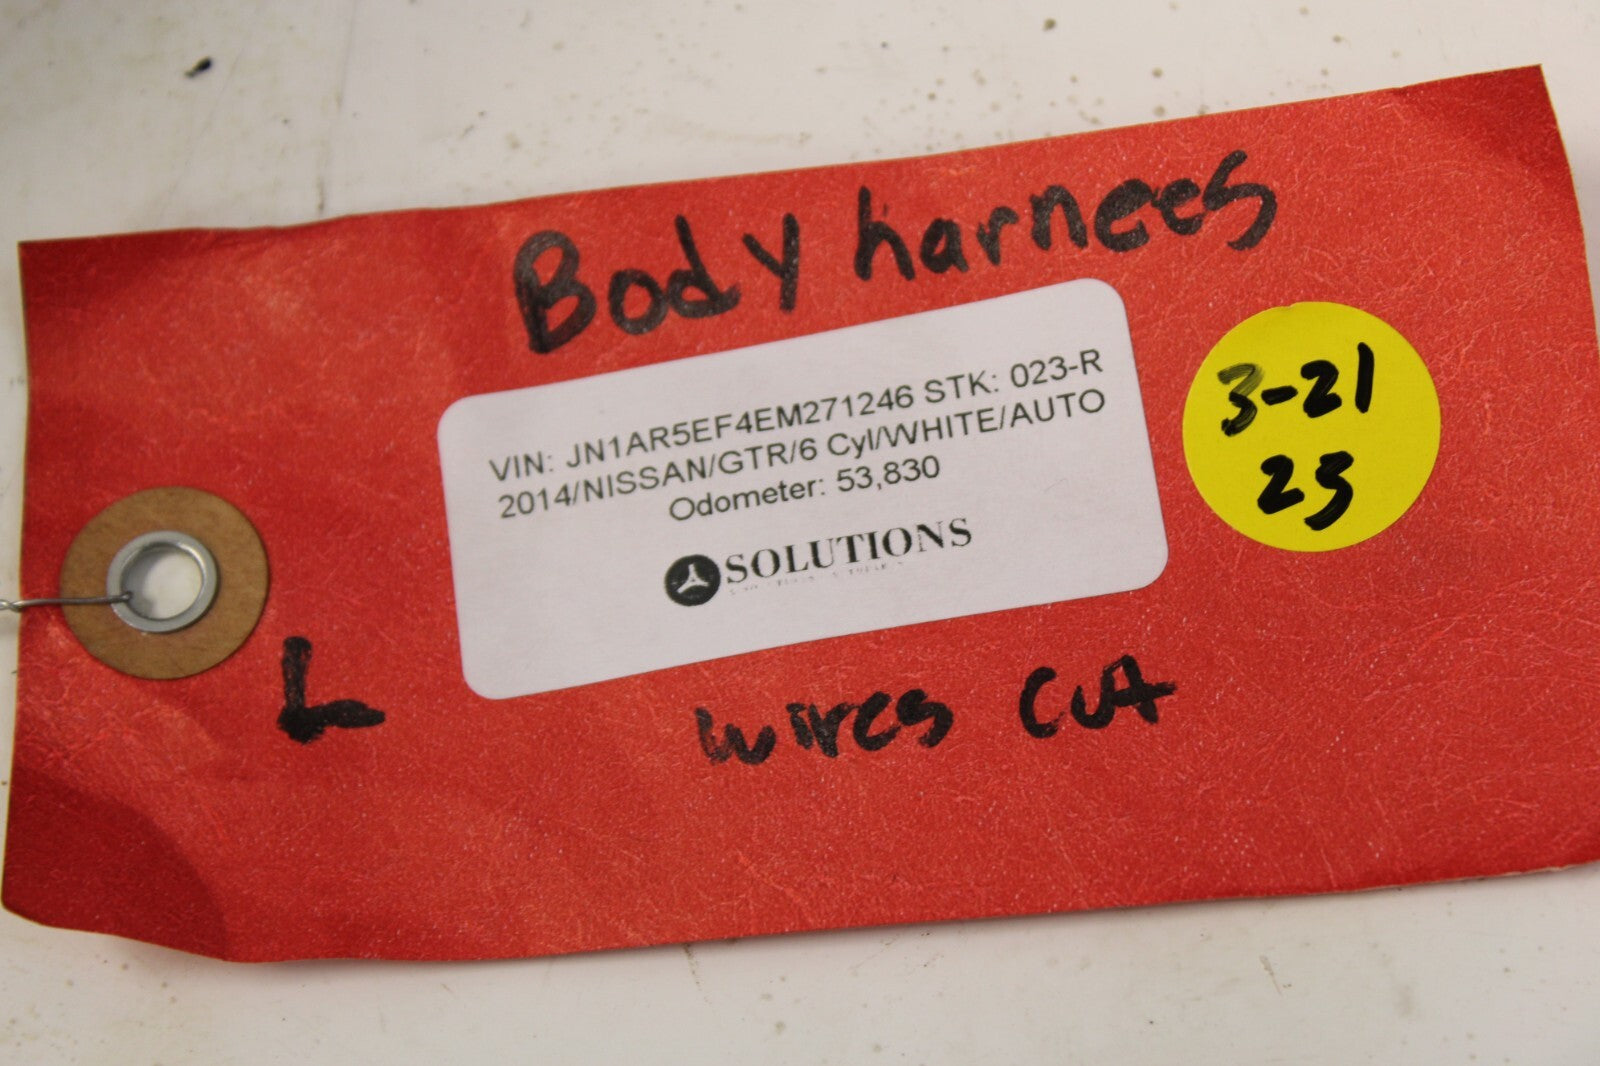 Body harnees
VIN: JN1AR5EF4EM271246 STK: 023-R
2014/NISSAN/GTR/6 Cyl/WHITE/AUTO
Odometer: 53,830
SOLUTIONS
3-21
23
L
wires cut